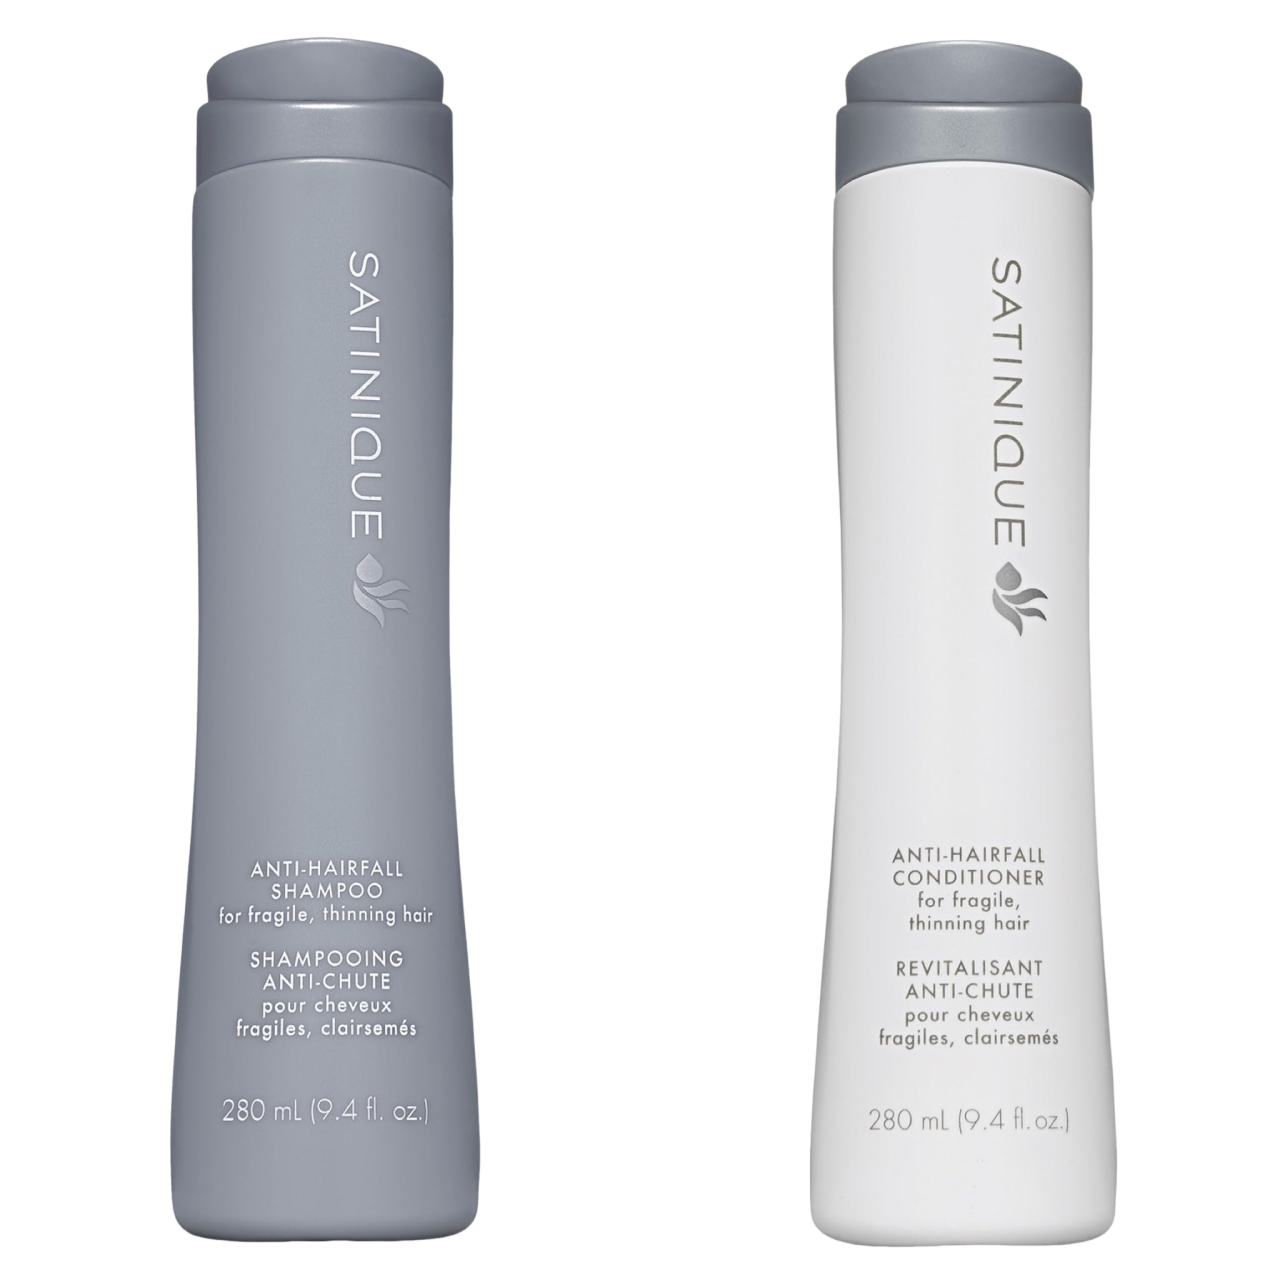 SATINIQUE
ANTI-HAIRFALL
SHAMPOO
for fragile, thinning hair
SHAMPOOING
ANTI-CHUTE
pour cheveux
fragiles, clairsemés
280 mL (9.4 fl. oz.)
SATINIQUE
ANTI-HAIRFALL
CONDITIONER
for fragile,
thinning hair
REVITALISANT
ANTI-CHUTE
pour cheveux
fragiles, clairsemés
280 mL (9.4 fl. oz.)